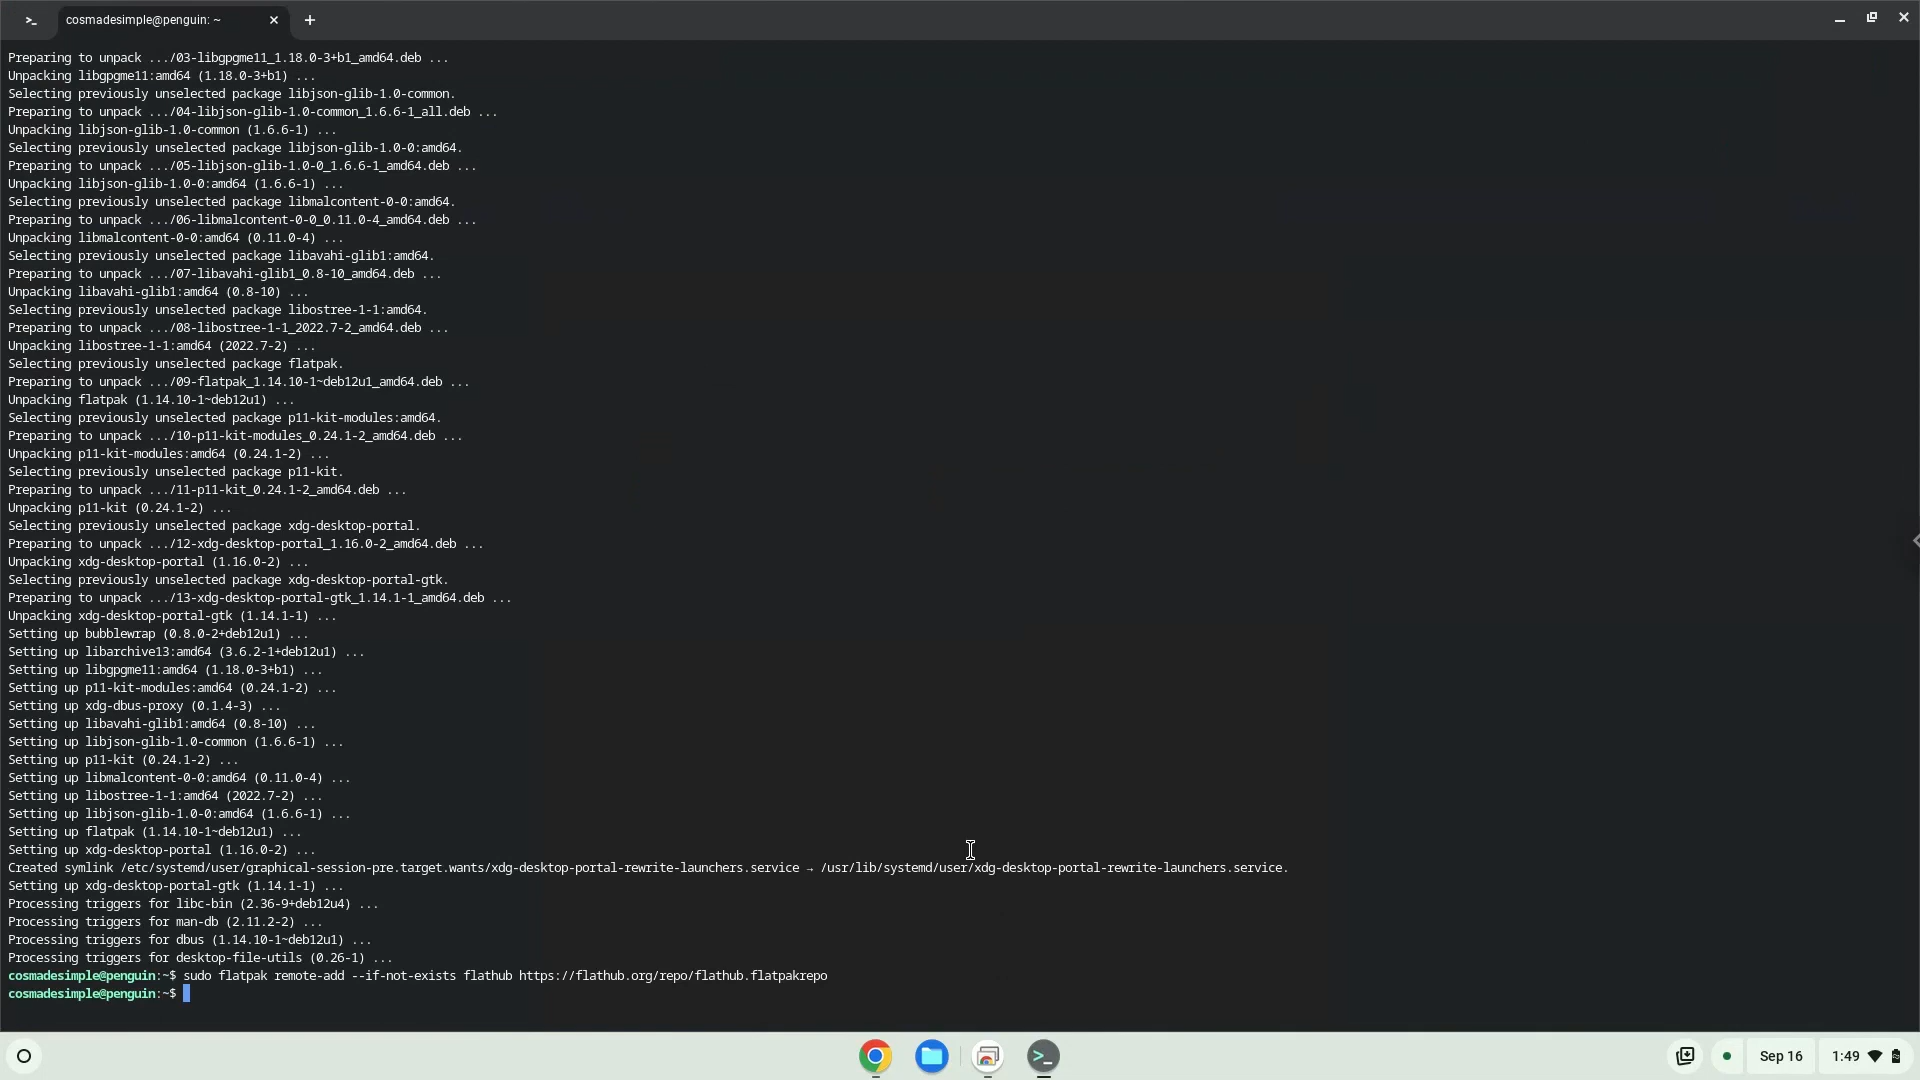 cosmadesimple@penguin: ~
Preparing to unpack .../03-libgpgme11_1.18.0-3+b1_amd64.deb ...
Unpacking libgpgme11:amd64 (1.18.0-3+b1) ...
Selecting previously unselected package libjson-glib-1.0-common.
Preparing to unpack .../04-libjson-glib-1.0-common_1.6.6-1_all.deb ...
Unpacking libjson-glib-1.0-common (1.6.6-1) ...
Selecting previously unselected package libjson-glib-1.0-0:amd64.
Preparing to unpack .../05-libjson-glib-1.0-0_1.6.6-1_amd64.deb ...
Unpacking libjson-glib-1.0-0:amd64 (1.6.6-1) ...
Selecting previously unselected package libmalcontent-0-0:amd64.
Preparing to unpack .../06-libmalcontent-0-0_0.11.0-4_amd64.deb ...
Unpacking libmalcontent-0-0:amd64 (0.11.0-4) ...
Selecting previously unselected package libavahi-glib1:amd64.
Preparing to unpack .../07-libavahi-glib1_0.8-10_amd64.deb ...
Unpacking libavahi-glib1:amd64 (0.8-10) ...
Selecting previously unselected package libostree-1-1:amd64.
Preparing to unpack .../08-libostree-1-1_2022.7-2_amd64.deb ...
Unpacking libostree-1-1:amd64 (2022.7-2) ...
Selecting previously unselected package flatpak.
Preparing to unpack .../09-flatpak_1.14.10-1~deb12u1_amd64.deb ...
Unpacking flatpak (1.14.10-1~deb12u1) ...
Selecting previously unselected package p11-kit-modules:amd64.
Preparing to unpack .../10-p11-kit-modules_0.24.1-2_amd64.deb ...
Unpacking p11-kit-modules:amd64 (0.24.1-2) ...
Selecting previously unselected package p11-kit.
Preparing to unpack .../11-p11-kit_0.24.1-2_amd64.deb ...
Unpacking p11-kit (0.24.1-2) ...
Selecting previously unselected package xdg-desktop-portal.
Preparing to unpack .../12-xdg-desktop-portal_1.16.0-2_amd64.deb ...
Unpacking xdg-desktop-portal (1.16.0-2) ...
Selecting previously unselected package xdg-desktop-portal-gtk.
Preparing to unpack .../13-xdg-desktop-portal-gtk_1.14.1-1_amd64.deb ...
Unpacking xdg-desktop-portal-gtk (1.14.1-1) ...
Setting up bubblewrap (0.8.0-2+deb12u1) ...
Setting up libarchive13:amd64 (3.6.2-1+deb12u1) ...
Setting up libgpgme11:amd64 (1.18.0-3+b1) ...
Setting up p11-kit-modules:amd64 (0.24.1-2) ...
Setting up xdg-dbus-proxy (0.1.4-3) ...
Setting up libavahi-glib1:amd64 (0.8-10) ...
Setting up libjson-glib-1.0-common (1.6.6-1) ...
Setting up p11-kit (0.24.1-2) ...
Setting up libmalcontent-0-0:amd64 (0.11.0-4) ...
Setting up libostree-1-1:amd64 (2022.7-2) ...
Setting up libjson-glib-1.0-0:amd64 (1.6.6-1) ...
Setting up flatpak (1.14.10-1~deb12u1) ...
Setting up xdg-desktop-portal (1.16.0-2) ...
Created symlink /etc/systemd/user/graphical-session-pre.target.wants/xdg-desktop-portal-rewrite-launchers.service → /usr/lib/systemd/user/xdg-desktop-portal-rewrite-launchers.service.
Setting up xdg-desktop-portal-gtk (1.14.1-1) ...
Processing triggers for libc-bin (2.36-9+deb12u4) ...
Processing triggers for man-db (2.11.2-2) ...
Processing triggers for dbus (1.14.10-1~deb12u1) ...
Processing triggers for desktop-file-utils (0.26-1) ...
cosmadesimple@penguin:~$ sudo flatpak remote-add --if-not-exists flathub https://flathub.org/repo/flathub.flatpakrepo
cosmadesimple@penguin:~$
Sep 16 1:49